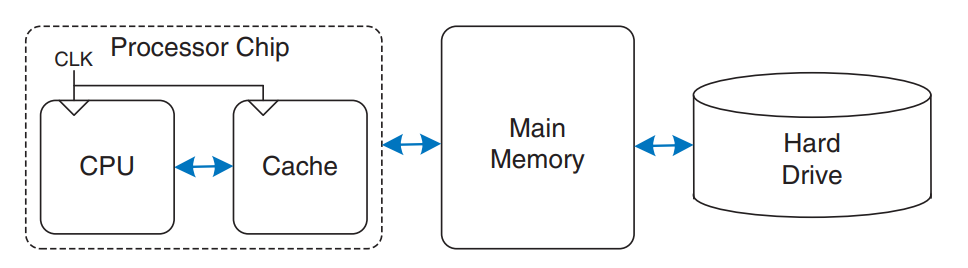 Processor Chip
CLK
CPU
Cache
Main
Memory
Hard
Drive